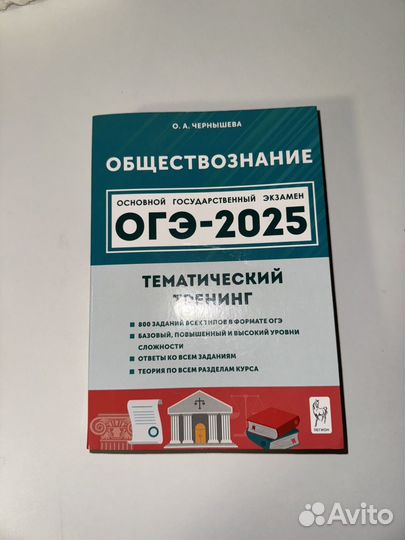 О. А. ЧЕРНЫШЕВА
ОБЩЕСТВОЗНАНИЕ
ОСНОВНОЙ ГОСУДАРСТВЕННЫЙ ЭКЗАМЕН
ОГЭ-2025
ТЕМАТИЧЕСКИЙ
ТРЕНИНГ
800 ЗАДАНИЙ ВСЕХ ТИПОВ В ФОРМАТЕ ОГЭ
БАЗОВЫЙ, ПОВЫШЕННЫЙ И ВЫСОКИЙ УРОВНИ
СЛОЖНОСТИ
ОТВЕТЫ КО ВСЕМ ЗАДАНИЯМ
ТЕОРИЯ ПО ВСЕМ РАЗДЕЛАМ КУРСА
ЛЕГИОН
Avito